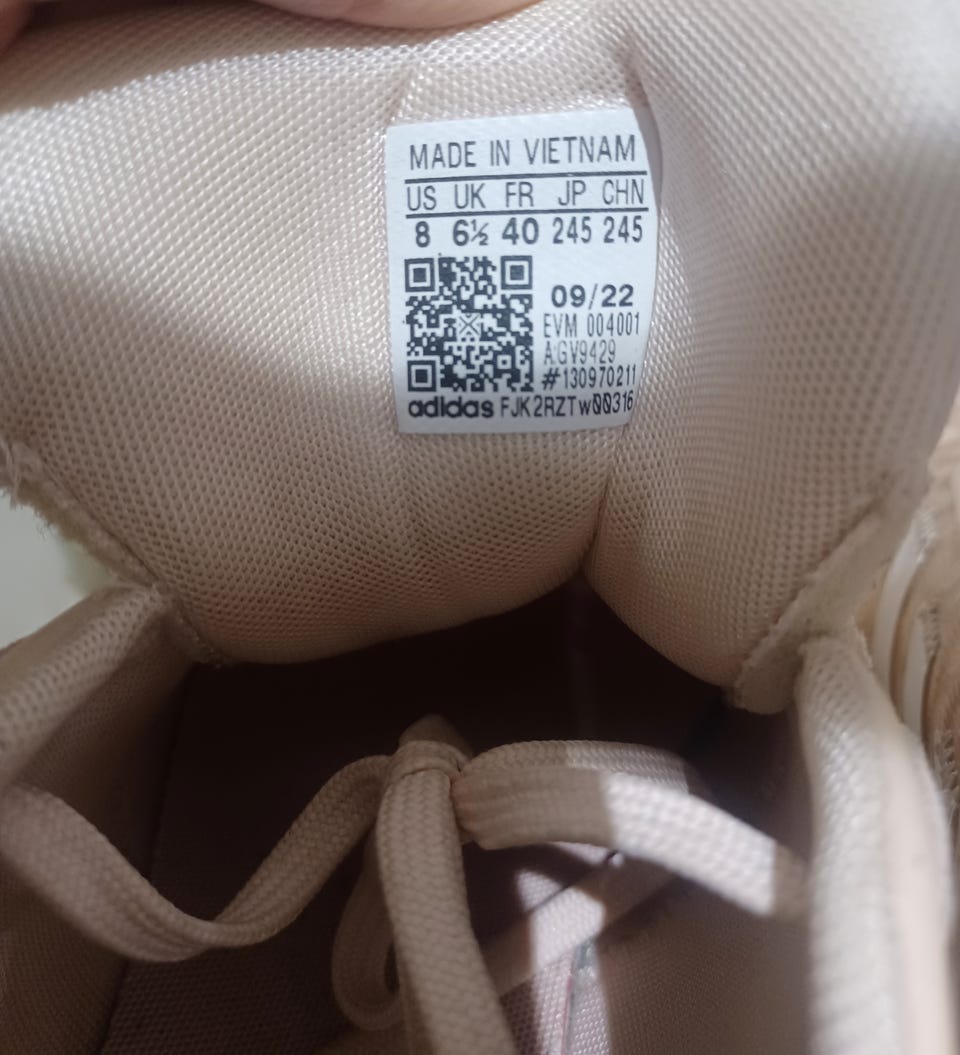 MADE IN VIETNAM
US UK FR JP CHN
8 6½ 40 245 245
09/22
EVM 004001
A:GV9429
#130970211
adidas FJK2RZTw00316